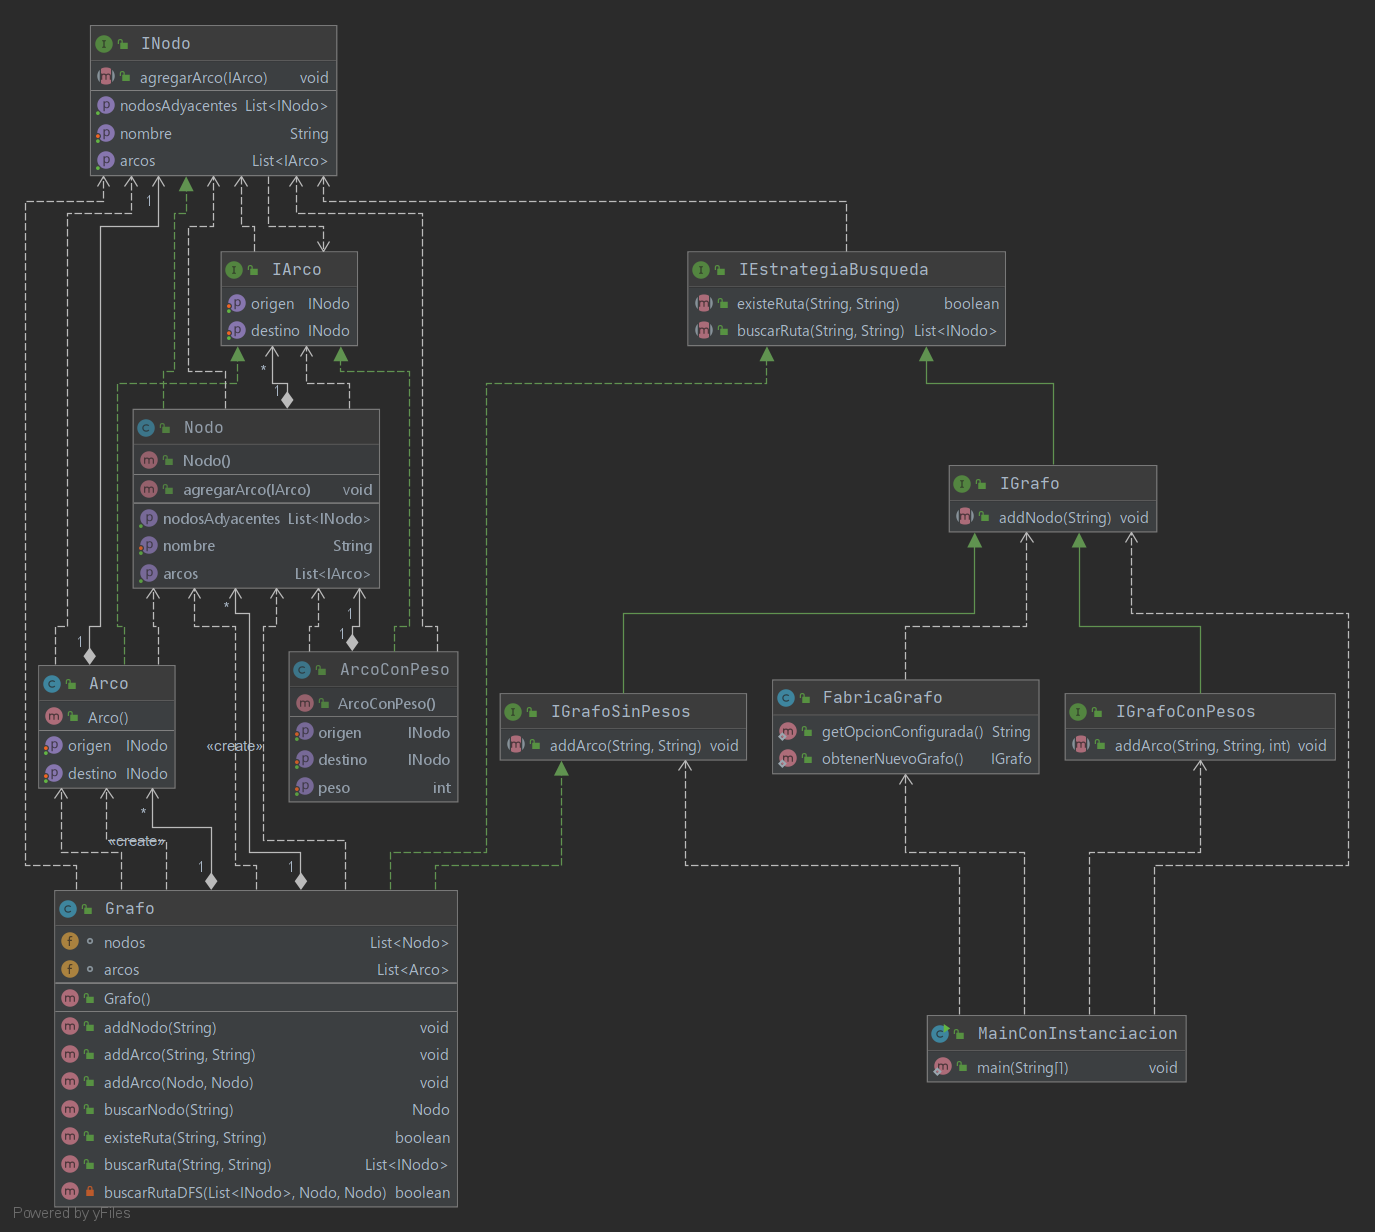 INodo
agregarArco(IArco) void
nodosAdyacentes List<INodo>
nombre String
arcos List<IArco>
1
IArco
origen INodo
destino INodo
IEstrategiaBusqueda
existeRuta(String, String) boolean
buscarRuta(String, String) List<INodo>
*
1
Nodo
Nodo()
agregarArco(IArco) void
nodosAdyacentes List<INodo>
nombre String
arcos List<IArco>
IGrafo
addNodo(String) void
*
1
1
1
Arco
Arco()
origen INodo
destino INodo
«create»
ArcoConPeso
ArcoConPeso()
origen INodo
destino INodo
peso int
IGrafoSinPesos
addArco(String, String) void
FabricaGrafo
getOpcionConfigurada() String
obtenerNuevoGrafo() IGrafo
IGrafoConPesos
addArco(String, String, int) void
*
«create»
1
1
Grafo
nodos List<Nodo>
arcos List<Arco>
Grafo()
addNodo(String) void
addArco(String, String) void
addArco(Nodo, Nodo) void
buscarNodo(String) Nodo
existeRuta(String, String) boolean
buscarRuta(String, String) List<INodo>
buscarRutaDFS(List<INodo>, Nodo, Nodo) boolean
MainConInstanciacion
main(String[]) void
Powered by yFiles